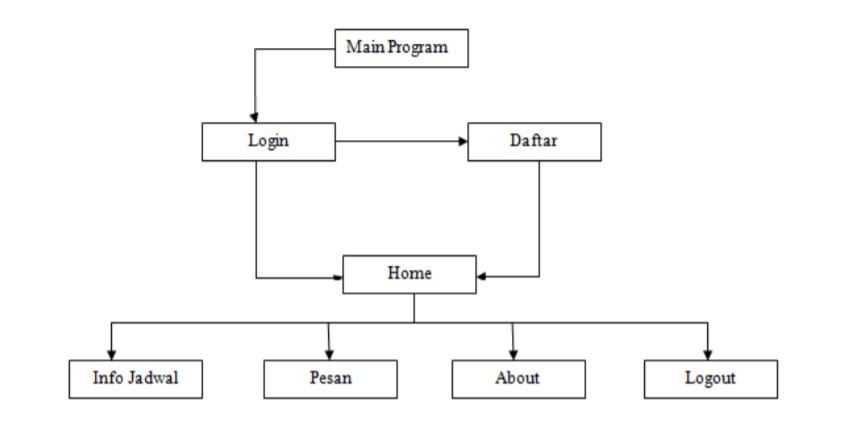 Main Program
Login
Daftar
Home
Info Jadwal
Pesan
About
Logout